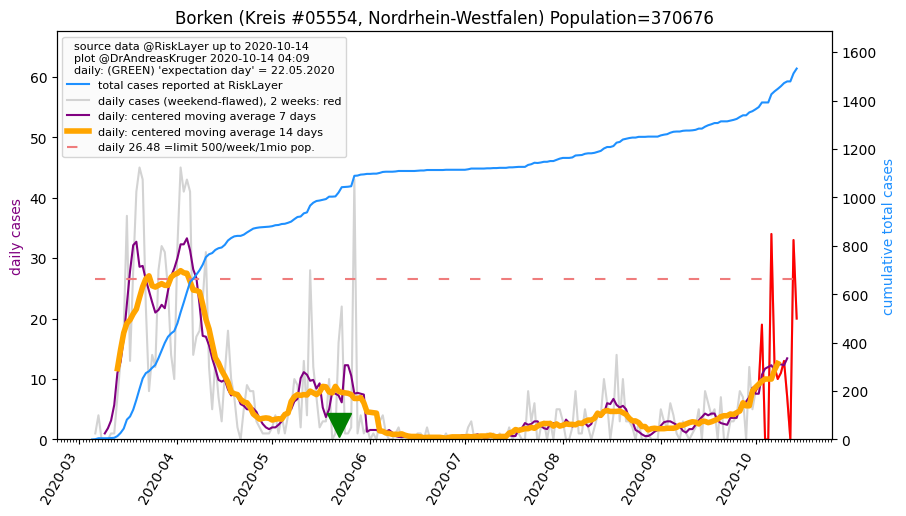 Borken (Kreis #05554, Nordrhein-Westfalen) Population=370676
source data @RiskLayer up to 2020-10-14
plot @DrAndreasKruger 2020-10-14 04:09
daily: (GREEN) 'expectation day' = 22.05.2020
total cases reported at RiskLayer
daily cases (weekend-flawed), 2 weeks: red
daily: centered moving average 7 days
daily: centered moving average 14 days
daily 26.48 =limit 500/week/1mio pop.
daily cases
60
50
40
30
20
10
0
1600
1400
1200
1000
800
600
400
200
0
cumulative total cases
2020-03
2020-04
2020-05
2020-06
2020-07
2020-08
2020-09
2020-10